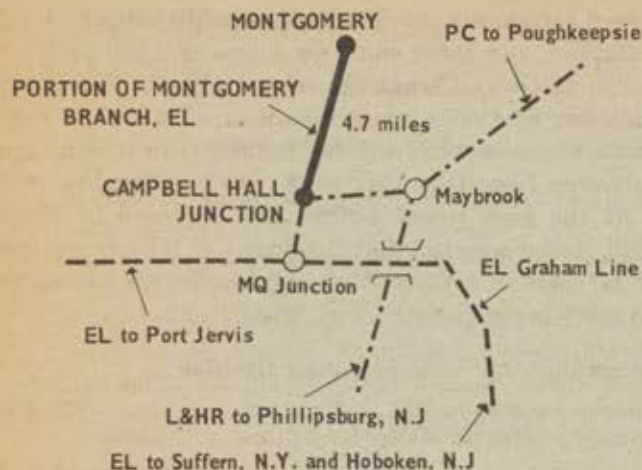 MONTGOMERY
PC to Poughkeepsie
PORTION OF MONTGOMERY
BRANCH, EL
4.7 miles
CAMPBELL HALL
JUNCTION
Maybrook
MQ Junction
EL Graham Line
EL to Port Jervis
L&HR to Phillipsburg, N.J
EL to Suffern, N.Y. and Hoboken, N.J